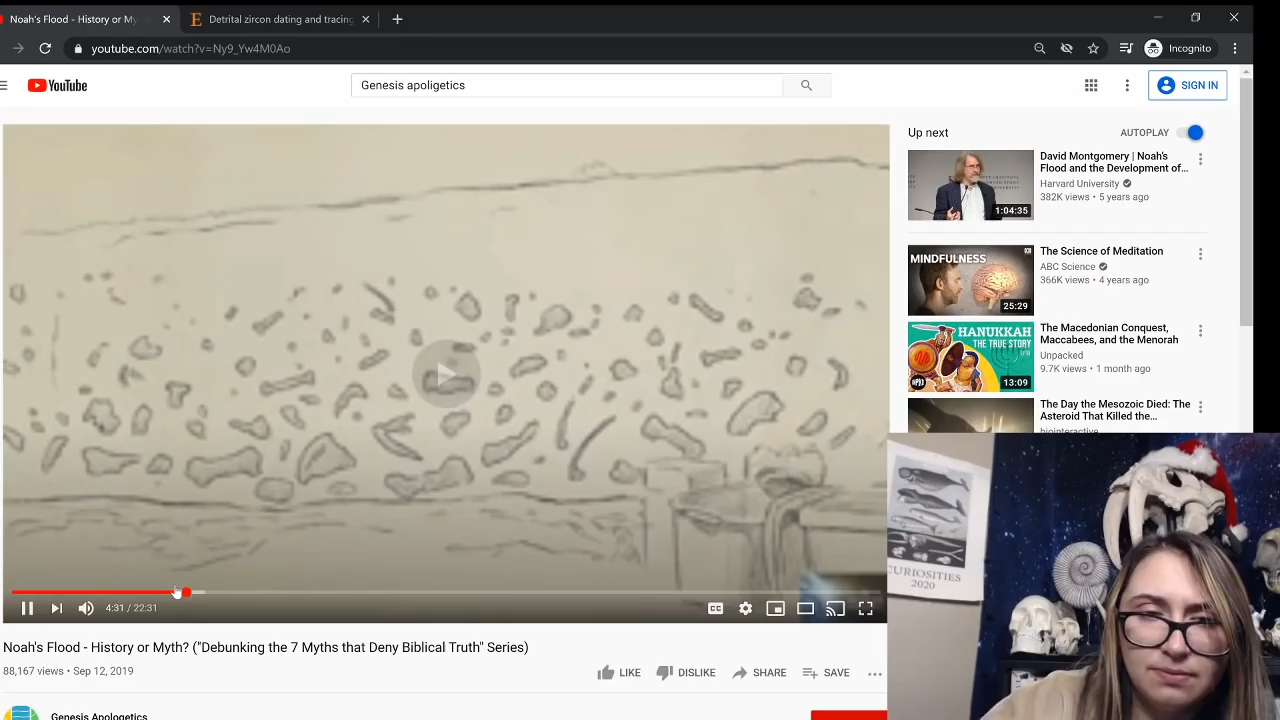 Noah's Flood - History or My
Detrital zircon dating and tracing
youtube.com/watch?v=Ny9_Yw4M0Ao
Incognito
YouTube
Genesis apoligetics
SIGN IN
Up next
AUTOPLAY
David Montgomery | Noah's
Flood and the Development of...
Harvard University
382K views • 5 years ago
1:04:35
MINDFULNESS
The Science of Meditation
ABC Science
366K views • 4 years ago
25:29
HANUKKAH
THE TRUE STORY
The Macedonian Conquest,
Maccabees, and the Menorah
Unpacked
9.7K views • 1 month ago
13:09
The Day the Mesozoic Died: The
Asteroid That Killed the...
biointeractive
4:31 / 22:31
CC
Noah's Flood - History or Myth? ("Debunking the 7 Myths that Deny Biblical Truth" Series)
88,167 views • Sep 12, 2019
LIKE
DISLIKE
SHARE
SAVE
Genesis Apologetics
CURIOSITIES
2020